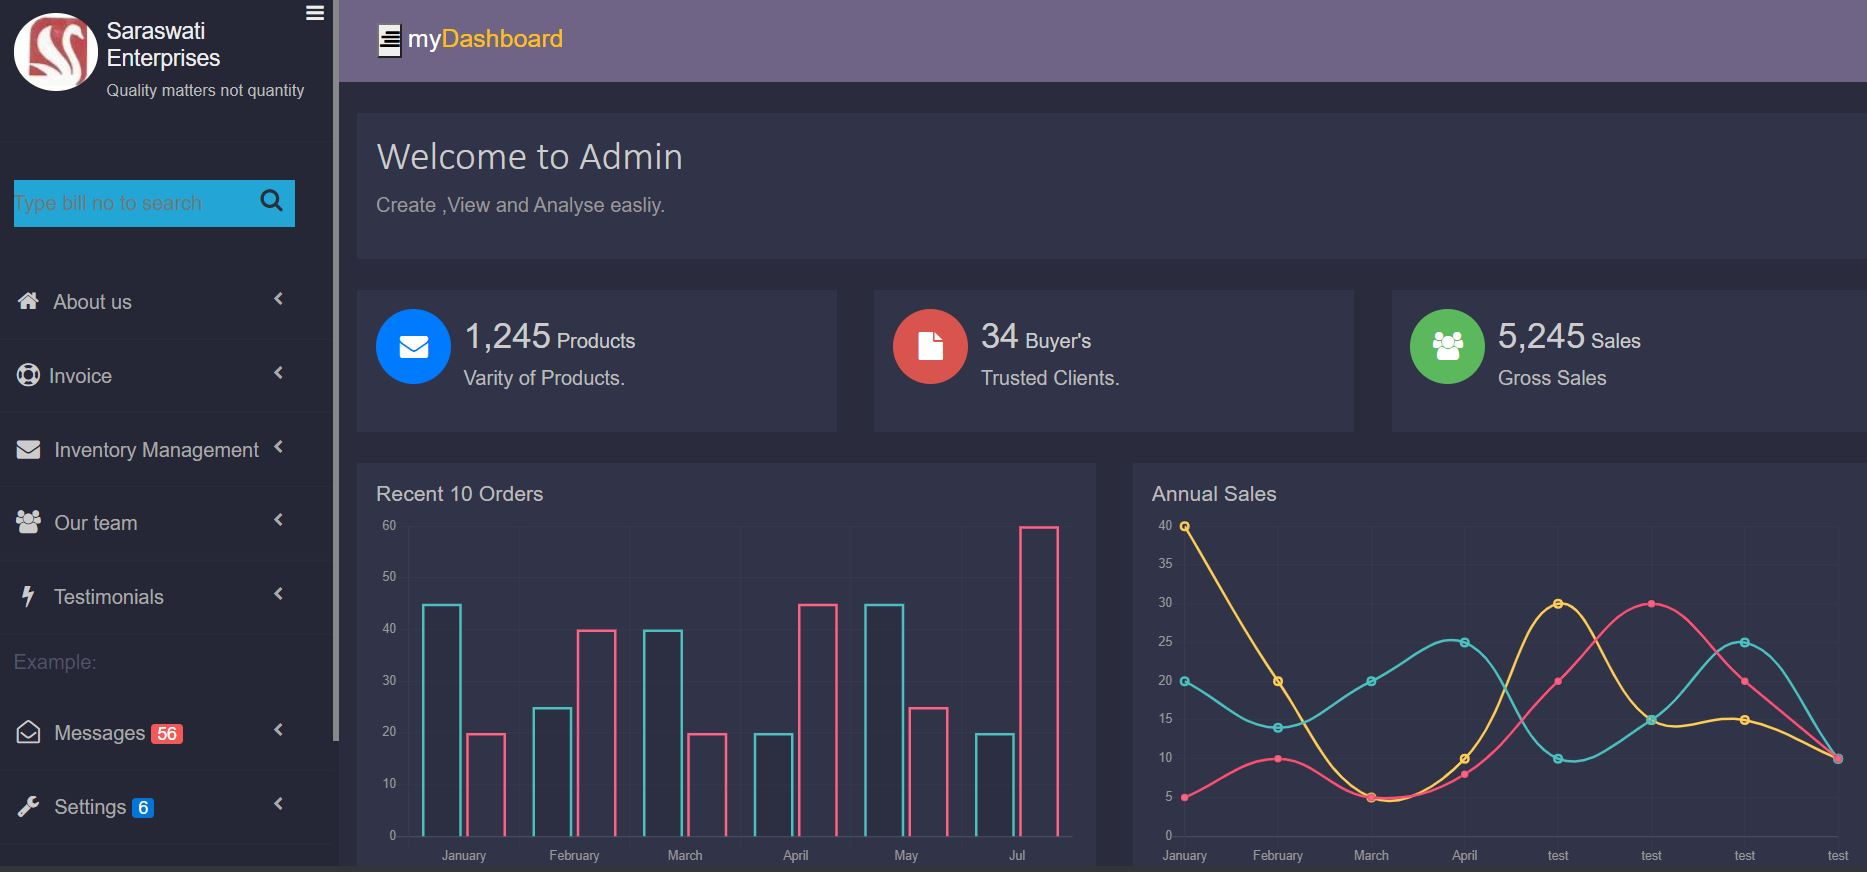 Saraswati
Enterprises
Quality matters not quantity
Type bill no to search
About us
Invoice
Inventory Management
Our team
Testimonials
Example:
Messages 56
Settings 6
myDashboard
Welcome to Admin
Create ,View and Analyse easliy.
1,245 Products
Varity of Products.
34 Buyer's
Trusted Clients.
5,245 Sales
Gross Sales
Recent 10 Orders
60
50
40
30
20
10
0
January February March April May Jul
Annual Sales
40
35
30
25
20
15
10
5
0
January February March April test test test test